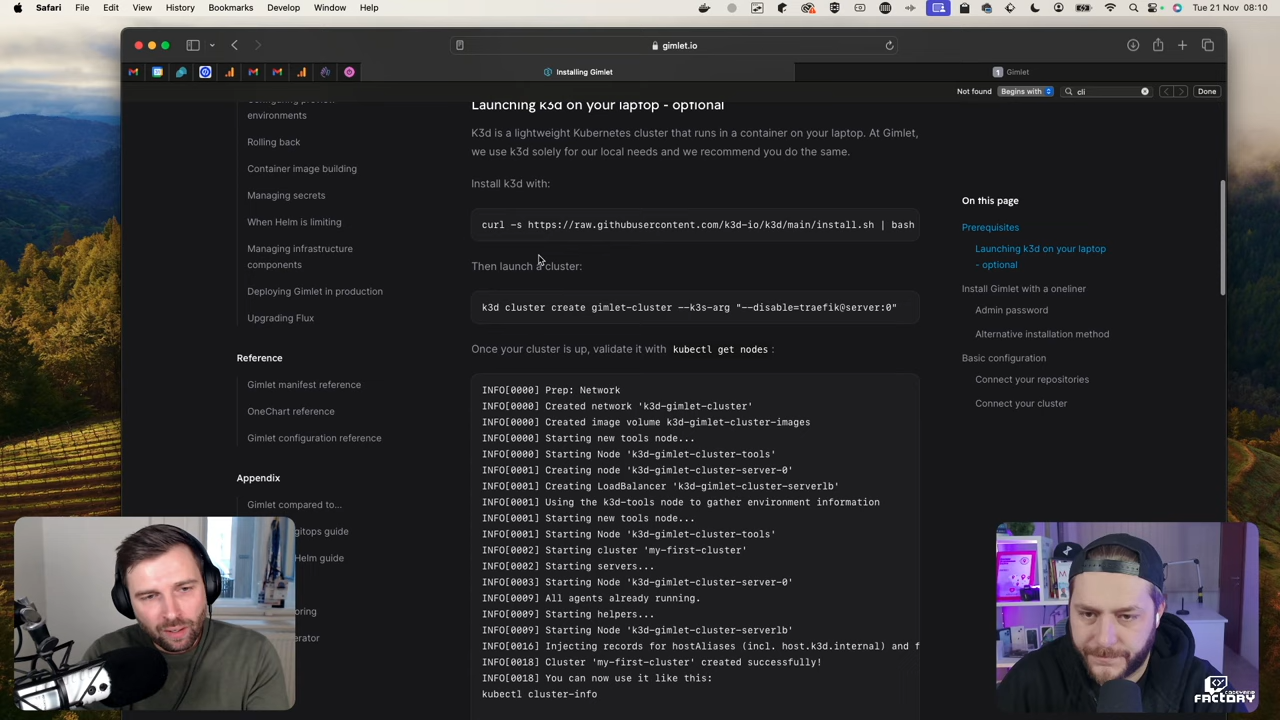 Safari File Edit View History Bookmarks Develop Window Help
Tue 21 Nov 08:10
gimlet.io
Installing Gimlet
1 Gimlet
Not found Begins with cli Done
environments
Rolling back
Container image building
Managing secrets
When Helm is limiting
Managing infrastructure
components
Deploying Gimlet in production
Upgrading Flux
Reference
Gimlet manifest reference
OneChart reference
Gimlet configuration reference
Appendix
Gimlet compared to...
gitops guide
Helm guide
Launching k3d on your laptop - optional
K3d is a lightweight Kubernetes cluster that runs in a container on your laptop. At Gimlet,
we use k3d solely for our local needs and we recommend you do the same.
Install k3d with:
curl -s https://raw.githubusercontent.com/k3d-io/k3d/main/install.sh | bash
Then launch a cluster:
k3d cluster create gimlet-cluster --k3s-arg "--disable=traefik@server:0"
Once your cluster is up, validate it with kubectl get nodes :
INFO[0000] Prep: Network
INFO[0000] Created network 'k3d-gimlet-cluster'
INFO[0000] Created image volume k3d-gimlet-cluster-images
INFO[0000] Starting new tools node...
INFO[0000] Starting Node 'k3d-gimlet-cluster-tools'
INFO[0001] Creating node 'k3d-gimlet-cluster-server-0'
INFO[0001] Creating LoadBalancer 'k3d-gimlet-cluster-serverlb'
INFO[0001] Using the k3d-tools node to gather environment information
INFO[0001] Starting new tools node...
INFO[0001] Starting Node 'k3d-gimlet-cluster-tools'
INFO[0002] Starting cluster 'my-first-cluster'
INFO[0002] Starting servers...
INFO[0003] Starting Node 'k3d-gimlet-cluster-server-0'
INFO[0009] All agents already running.
INFO[0009] Starting helpers...
INFO[0009] Starting Node 'k3d-gimlet-cluster-serverlb'
INFO[0016] Injecting records for hostAliases (incl. host.k3d.internal) and f
INFO[0018] Cluster 'my-first-cluster' created successfully!
INFO[0018] You can now use it like this:
kubectl cluster-info
On this page
Prerequisites
Launching k3d on your laptop
- optional
Install Gimlet with a oneliner
Admin password
Alternative installation method
Basic configuration
Connect your repositories
Connect your cluster
FACTORY